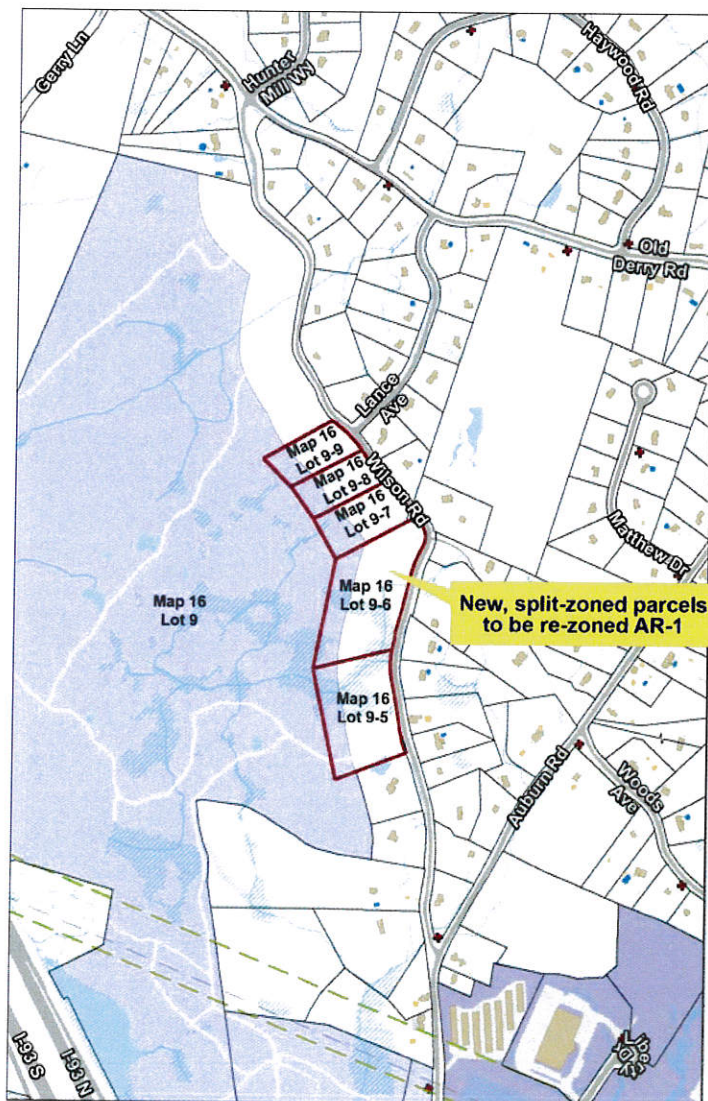 Gerry Ln
Hunter
Mill Wy
Haywood Rd
Old
Derry Rd
Lance
Ave
Map 16
Lot 9-9
Map 16
Lot 9-8
Wilson Rd
Map 16
Lot 9-7
Matthew Dr
Map 16
Lot 9
Map 16
Lot 9-6
New, split-zoned parcels
to be re-zoned AR-1
Map 16
Lot 9-5
Auburn Rd
Woods
Ave
Liberty
Dr
I-93 S
I-93 N